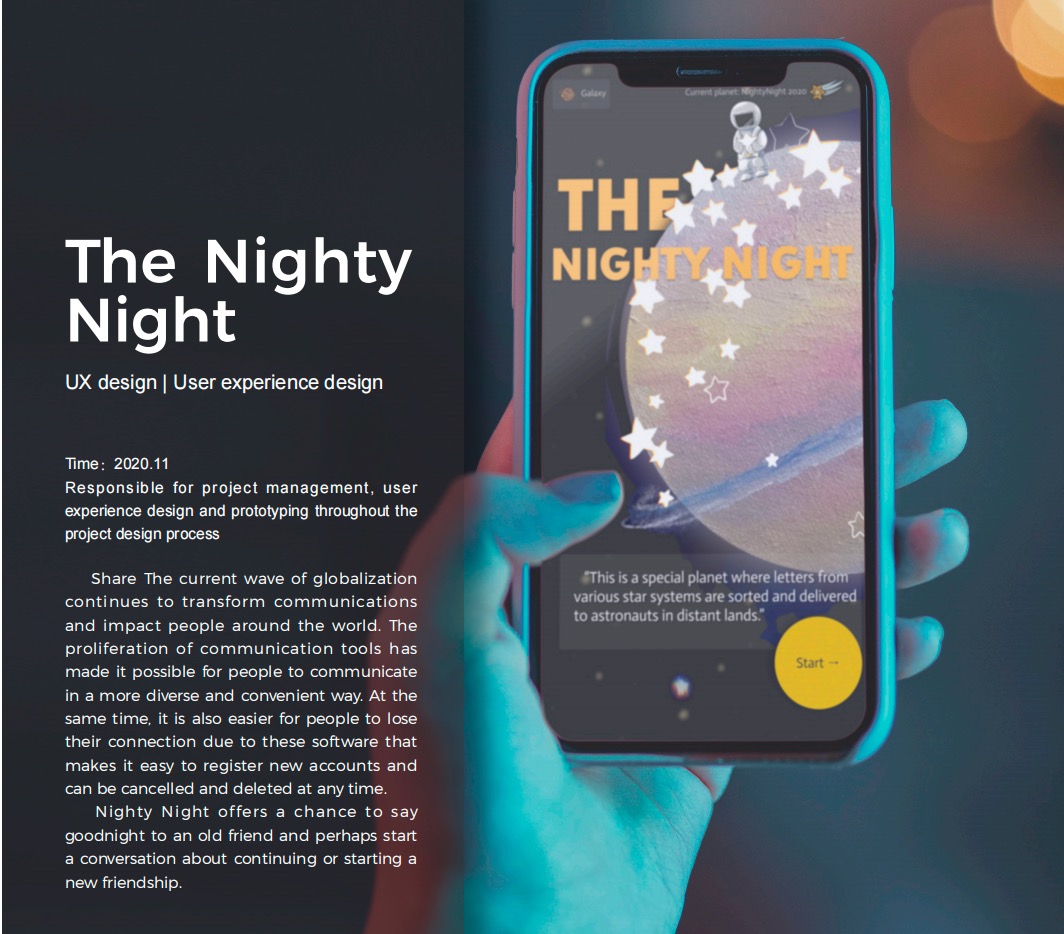 The Nighty
Night
UX design | User experience design
Time: 2020.11
Responsible for project management, user
experience design and prototyping throughout the
project design process
Share The current wave of globalization
continues to transform communications
and impact people around the world. The
proliferation of communication tools has
made it possible for people to communicate
in a more diverse and convenient way. At the
same time, it is also easier for people to lose
their connection due to these software that
makes it easy to register new accounts and
can be cancelled and deleted at any time.
Nighty Night offers a chance to say
goodnight to an old friend and perhaps start
a conversation about continuing or starting a
new friendship.
Galaxy
Current planet: NightyNight 2020
THE
NIGHTY NIGHT
“This is a special planet where letters from
various star systems are sorted and delivered
to astronauts in distant lands.”
Start →